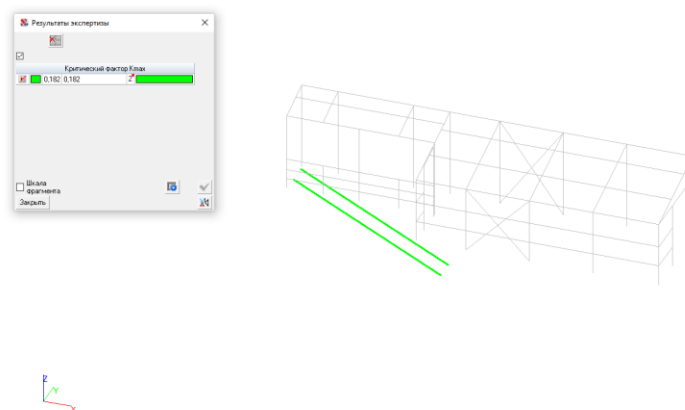 Результаты экспертизы
Критический фактор Kmax
0,182: 0,182
Шкала
фрагмента
Закрыть
Z
Y
X